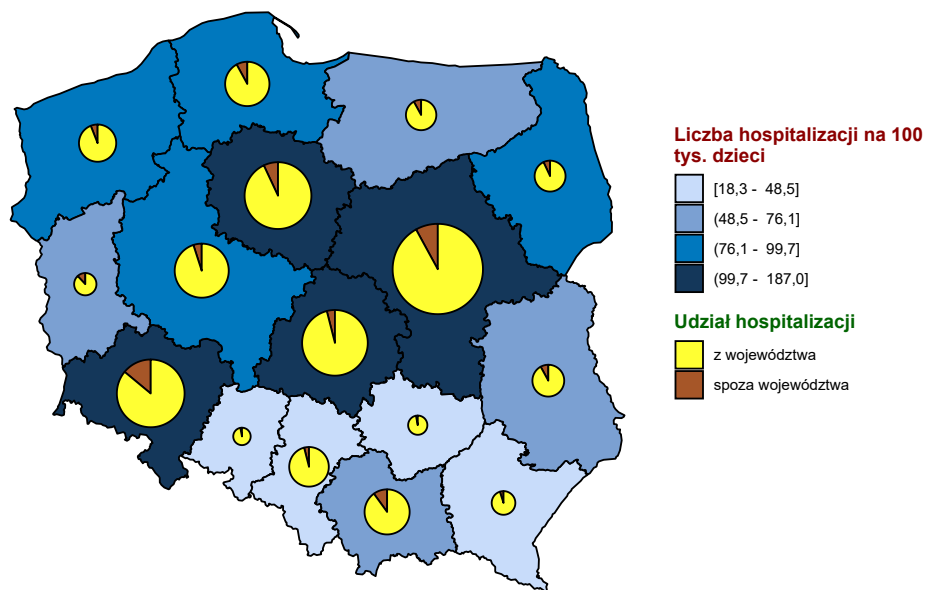 Liczba hospitalizacji na 100
tys. dzieci
[18,3 - 48,5]
(48,5 - 76,1]
(76,1 - 99,7]
(99,7 - 187,0]
Udział hospitalizacji
z województwa
spoza województwa